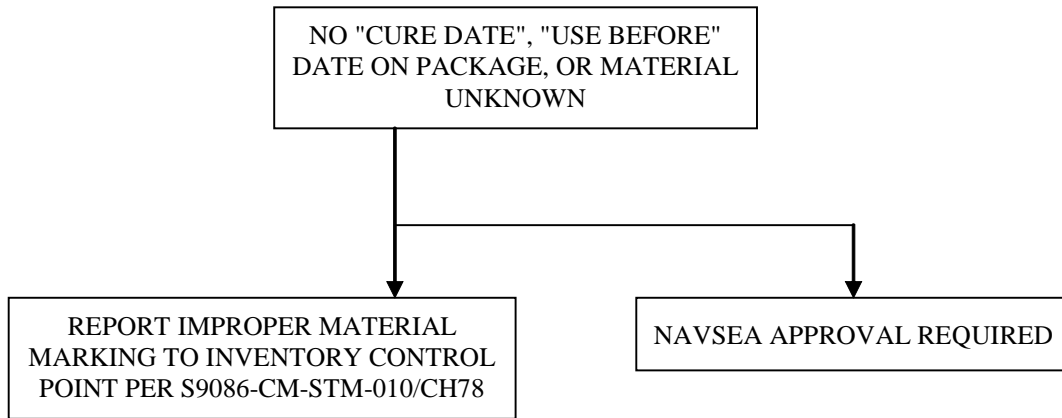 NO "CURE DATE", "USE BEFORE"
DATE ON PACKAGE, OR MATERIAL
UNKNOWN
REPORT IMPROPER MATERIAL
MARKING TO INVENTORY CONTROL
POINT PER S9086-CM-STM-010/CH78
NAVSEA APPROVAL REQUIRED